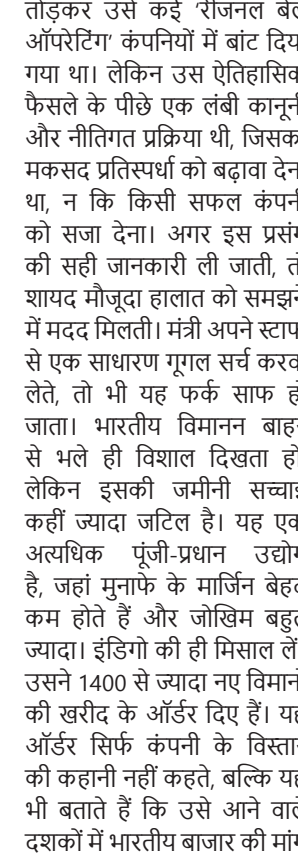 तोड़कर उसे कई 'रीजनल बेल
ऑपरेटिंग' कंपनियों में बांट दिय
गया था। लेकिन उस ऐतिहासिक
फैसले के पीछे एक लंबी कानूनी
और नीतिगत प्रक्रिया थी, जिसक
मकसद प्रतिस्पर्धा को बढ़ावा देन
था, न कि किसी सफल कंपनी
को सजा देना। अगर इस प्रसंग
की सही जानकारी ली जाती, त
शायद मौजूदा हालात को समझने
में मदद मिलती। मंत्री अपने स्टाफ
से एक साधारण गूगल सर्च करव
लेते, तो भी यह फर्क साफ ह
जाता। भारतीय विमानन बाह
से भले ही विशाल दिखता ह
लेकिन इसकी जमीनी सच्चाई
कहीं ज्यादा जटिल है। यह एक
अत्यधिक पूंजी-प्रधान उद्योग
है, जहां मुनाफे के मार्जिन बेहद
कम होते हैं और जोखिम बहुत
ज्यादा। इंडिगो की ही मिसाल लें
उसने 1400 से ज्यादा नए विमान
की खरीद के ऑर्डर दिए हैं। यह
ऑर्डर सिर्फ कंपनी के विस्तार
की कहानी नहीं कहते, बल्कि यह
भी बताते हैं कि उसे आने वाले
दशकों में भारतीय बाजार की मांग